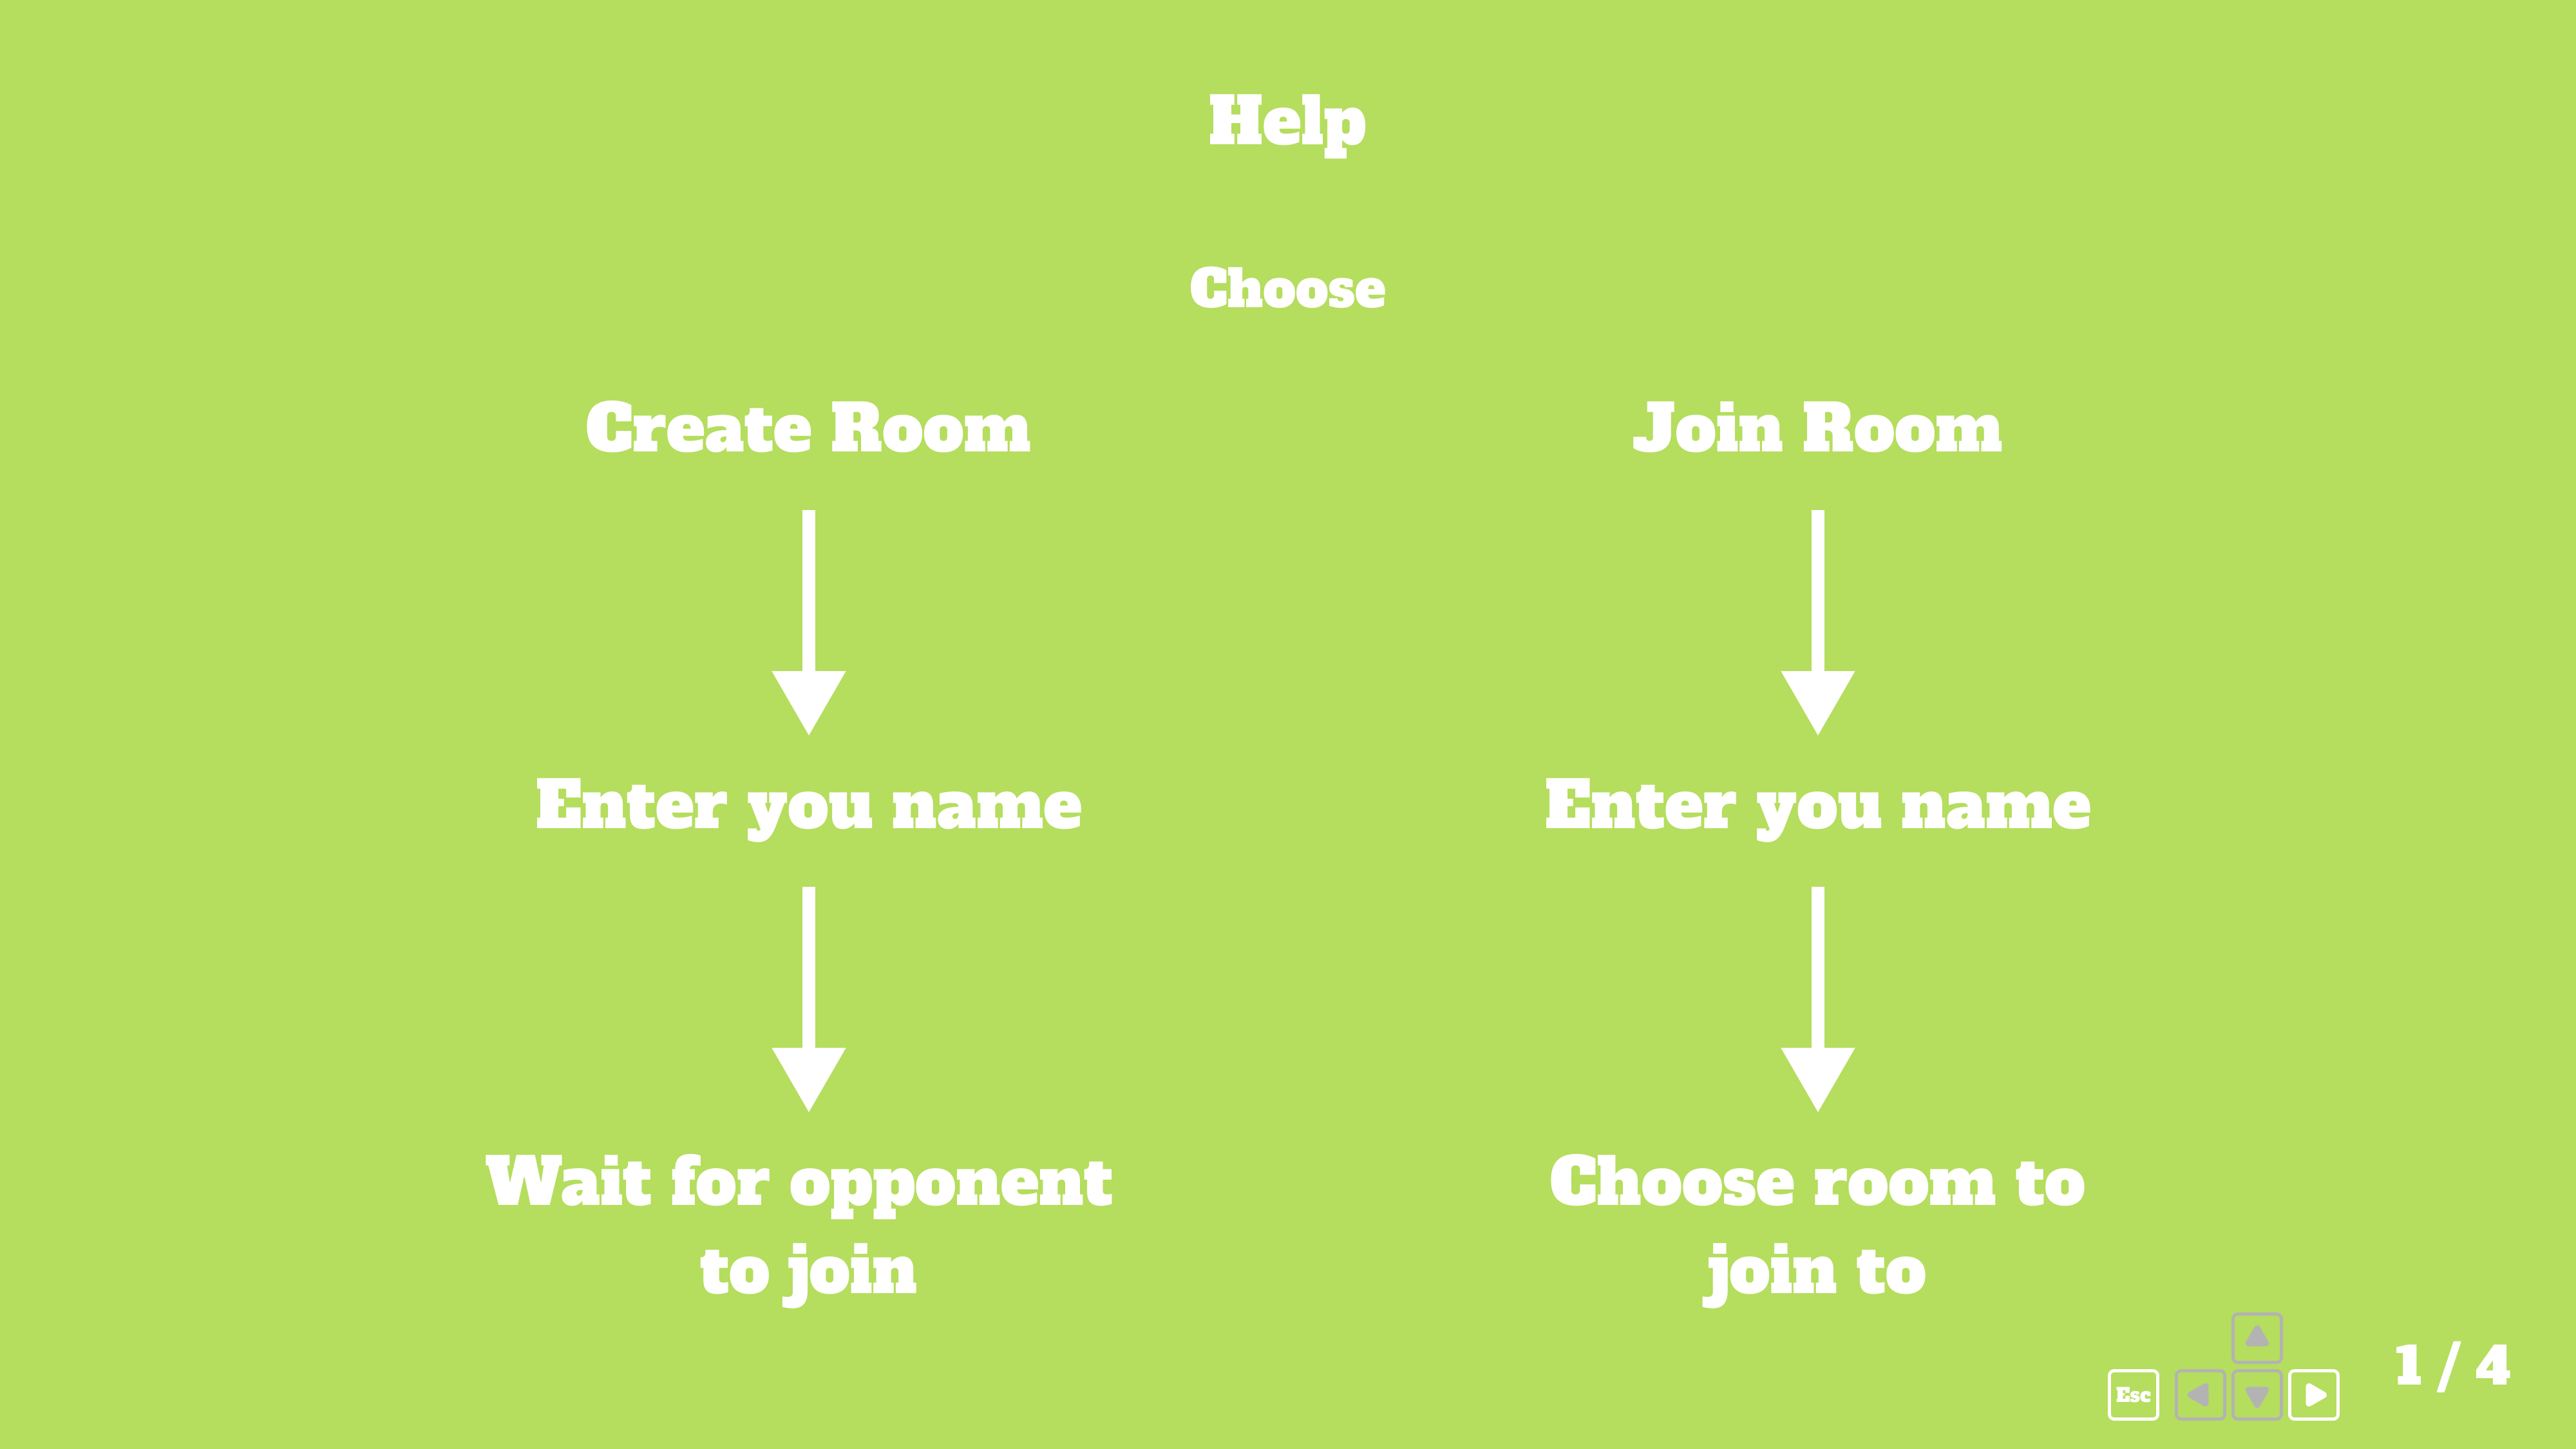 Help
Choose
Create Room
Join Room
Enter you name
Enter you name
Wait for opponent
to join
Choose room to
join to
Esc
1 / 4